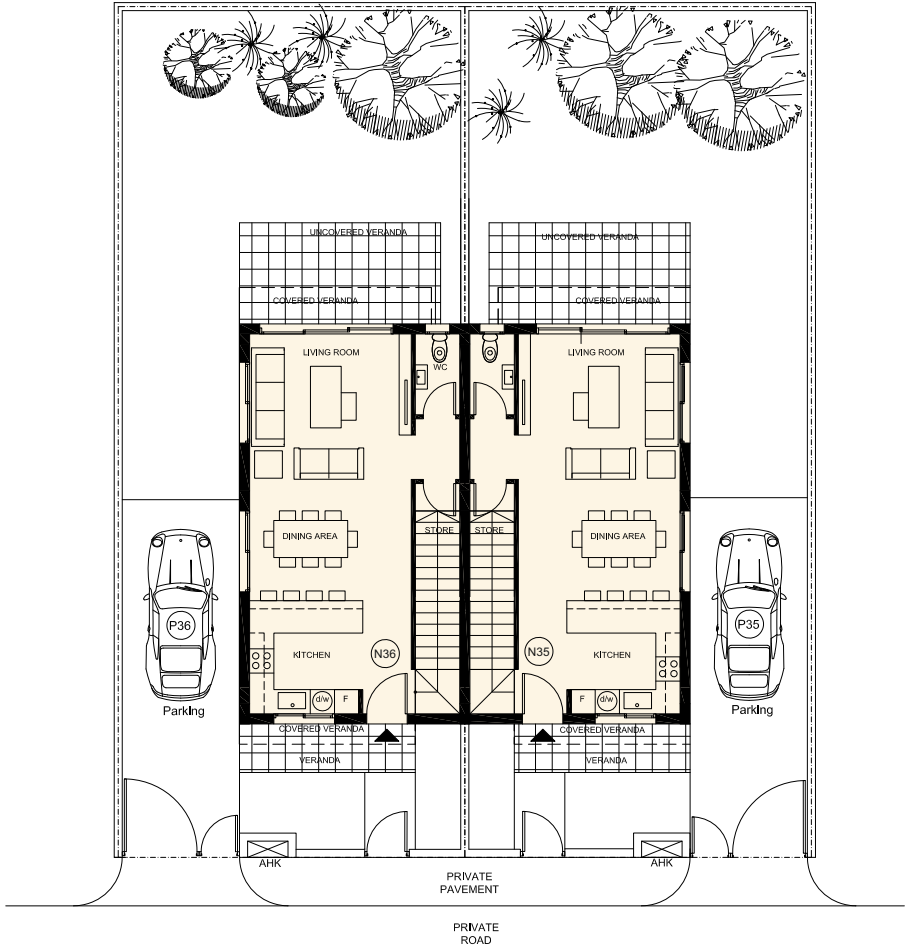 UNCOVERED VERANDA
UNCOVERED VERANDA
COVERED VERANDA
COVERED VERANDA
LIVING ROOM
LIVING ROOM
WC
STORE
STORE
DINING AREA
DINING AREA
P36
P35
KITCHEN
N36
N35
KITCHEN
d/w
F
F
d/w
Parking
Parking
COVERED VERANDA
COVERED VERANDA
VERANDA
VERANDA
AHK
AHK
PRIVATE
PAVEMENT
PRIVATE
ROAD